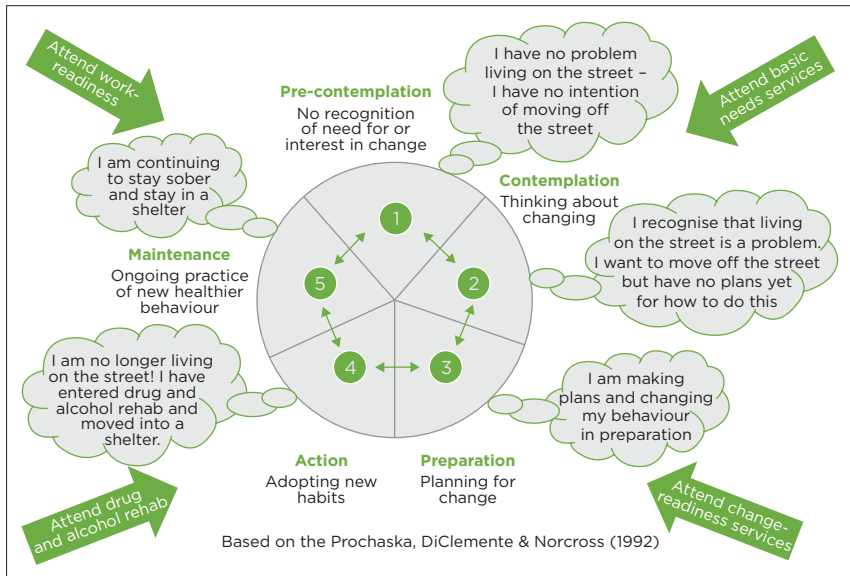 Attend work-
readiness
Pre-contemplation
No recognition
of need for or
interest in change
I have no problem
living on the street –
I have no intention
of moving off
the street
Attend basic
needs services
I am continuing
to stay sober
and stay in a
shelter
Contemplation
Thinking about
changing
I recognise that living
on the street is a problem.
I want to move off the street
but have no plans yet
for how to do this
Maintenance
Ongoing practice
of new healthier
behaviour
1
2
3
4
5
I am no longer living
on the street! I have
entered drug and
alcohol rehab and
moved into a
shelter.
I am making
plans and changing
my behaviour
in preparation
Action
Adopting new
habits
Preparation
Planning for
change
Attend drug
and alcohol rehab
Attend change-
readiness services
Based on the Prochaska, DiClemente & Norcross (1992)